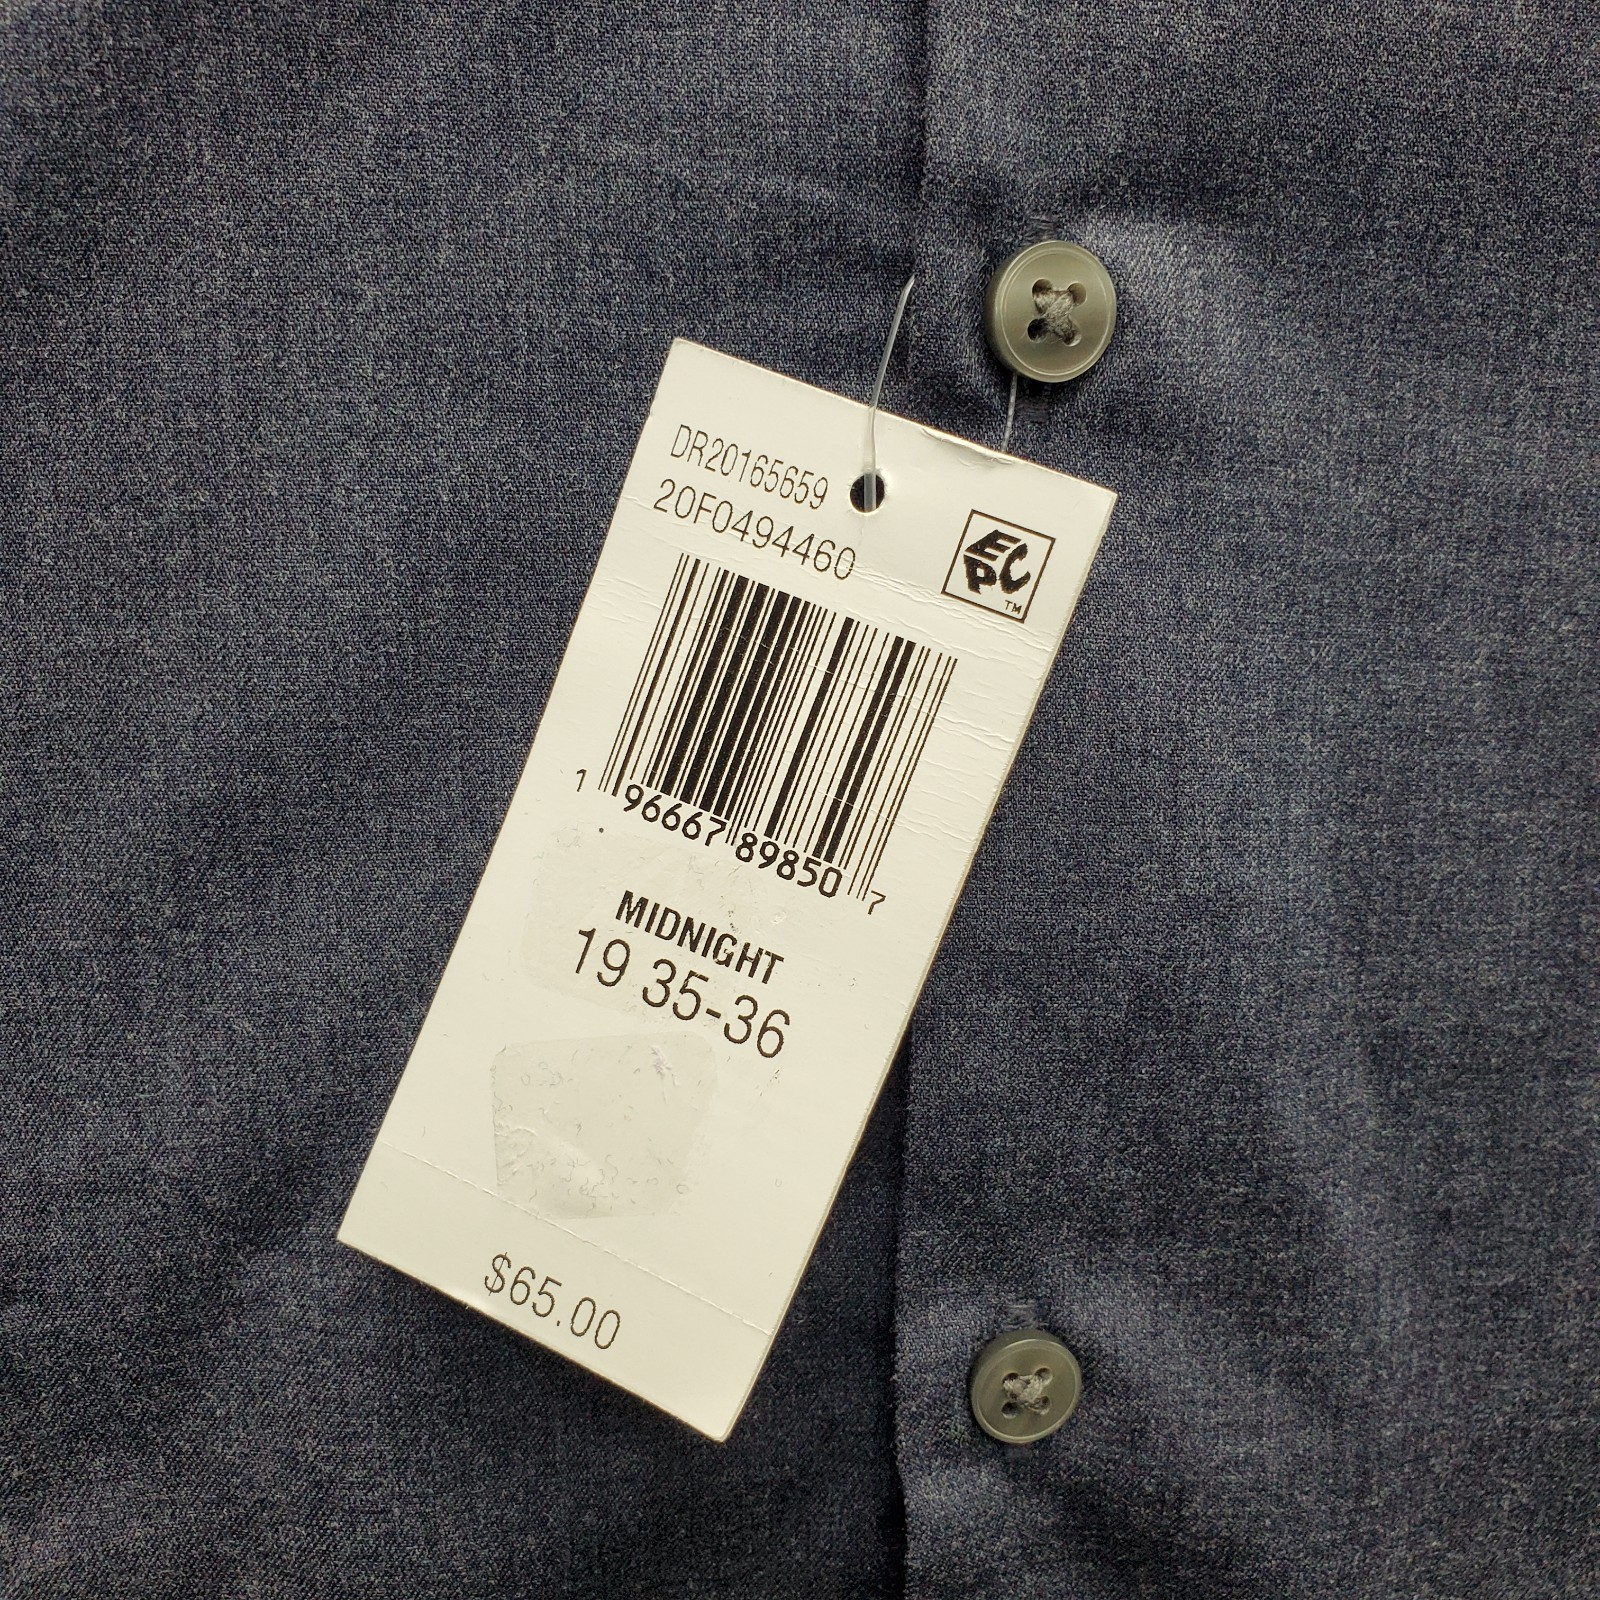 DR20165659
20F0494460
EPC
TM
1 96667 89850 7
MIDNIGHT
19 35-36
$65.00